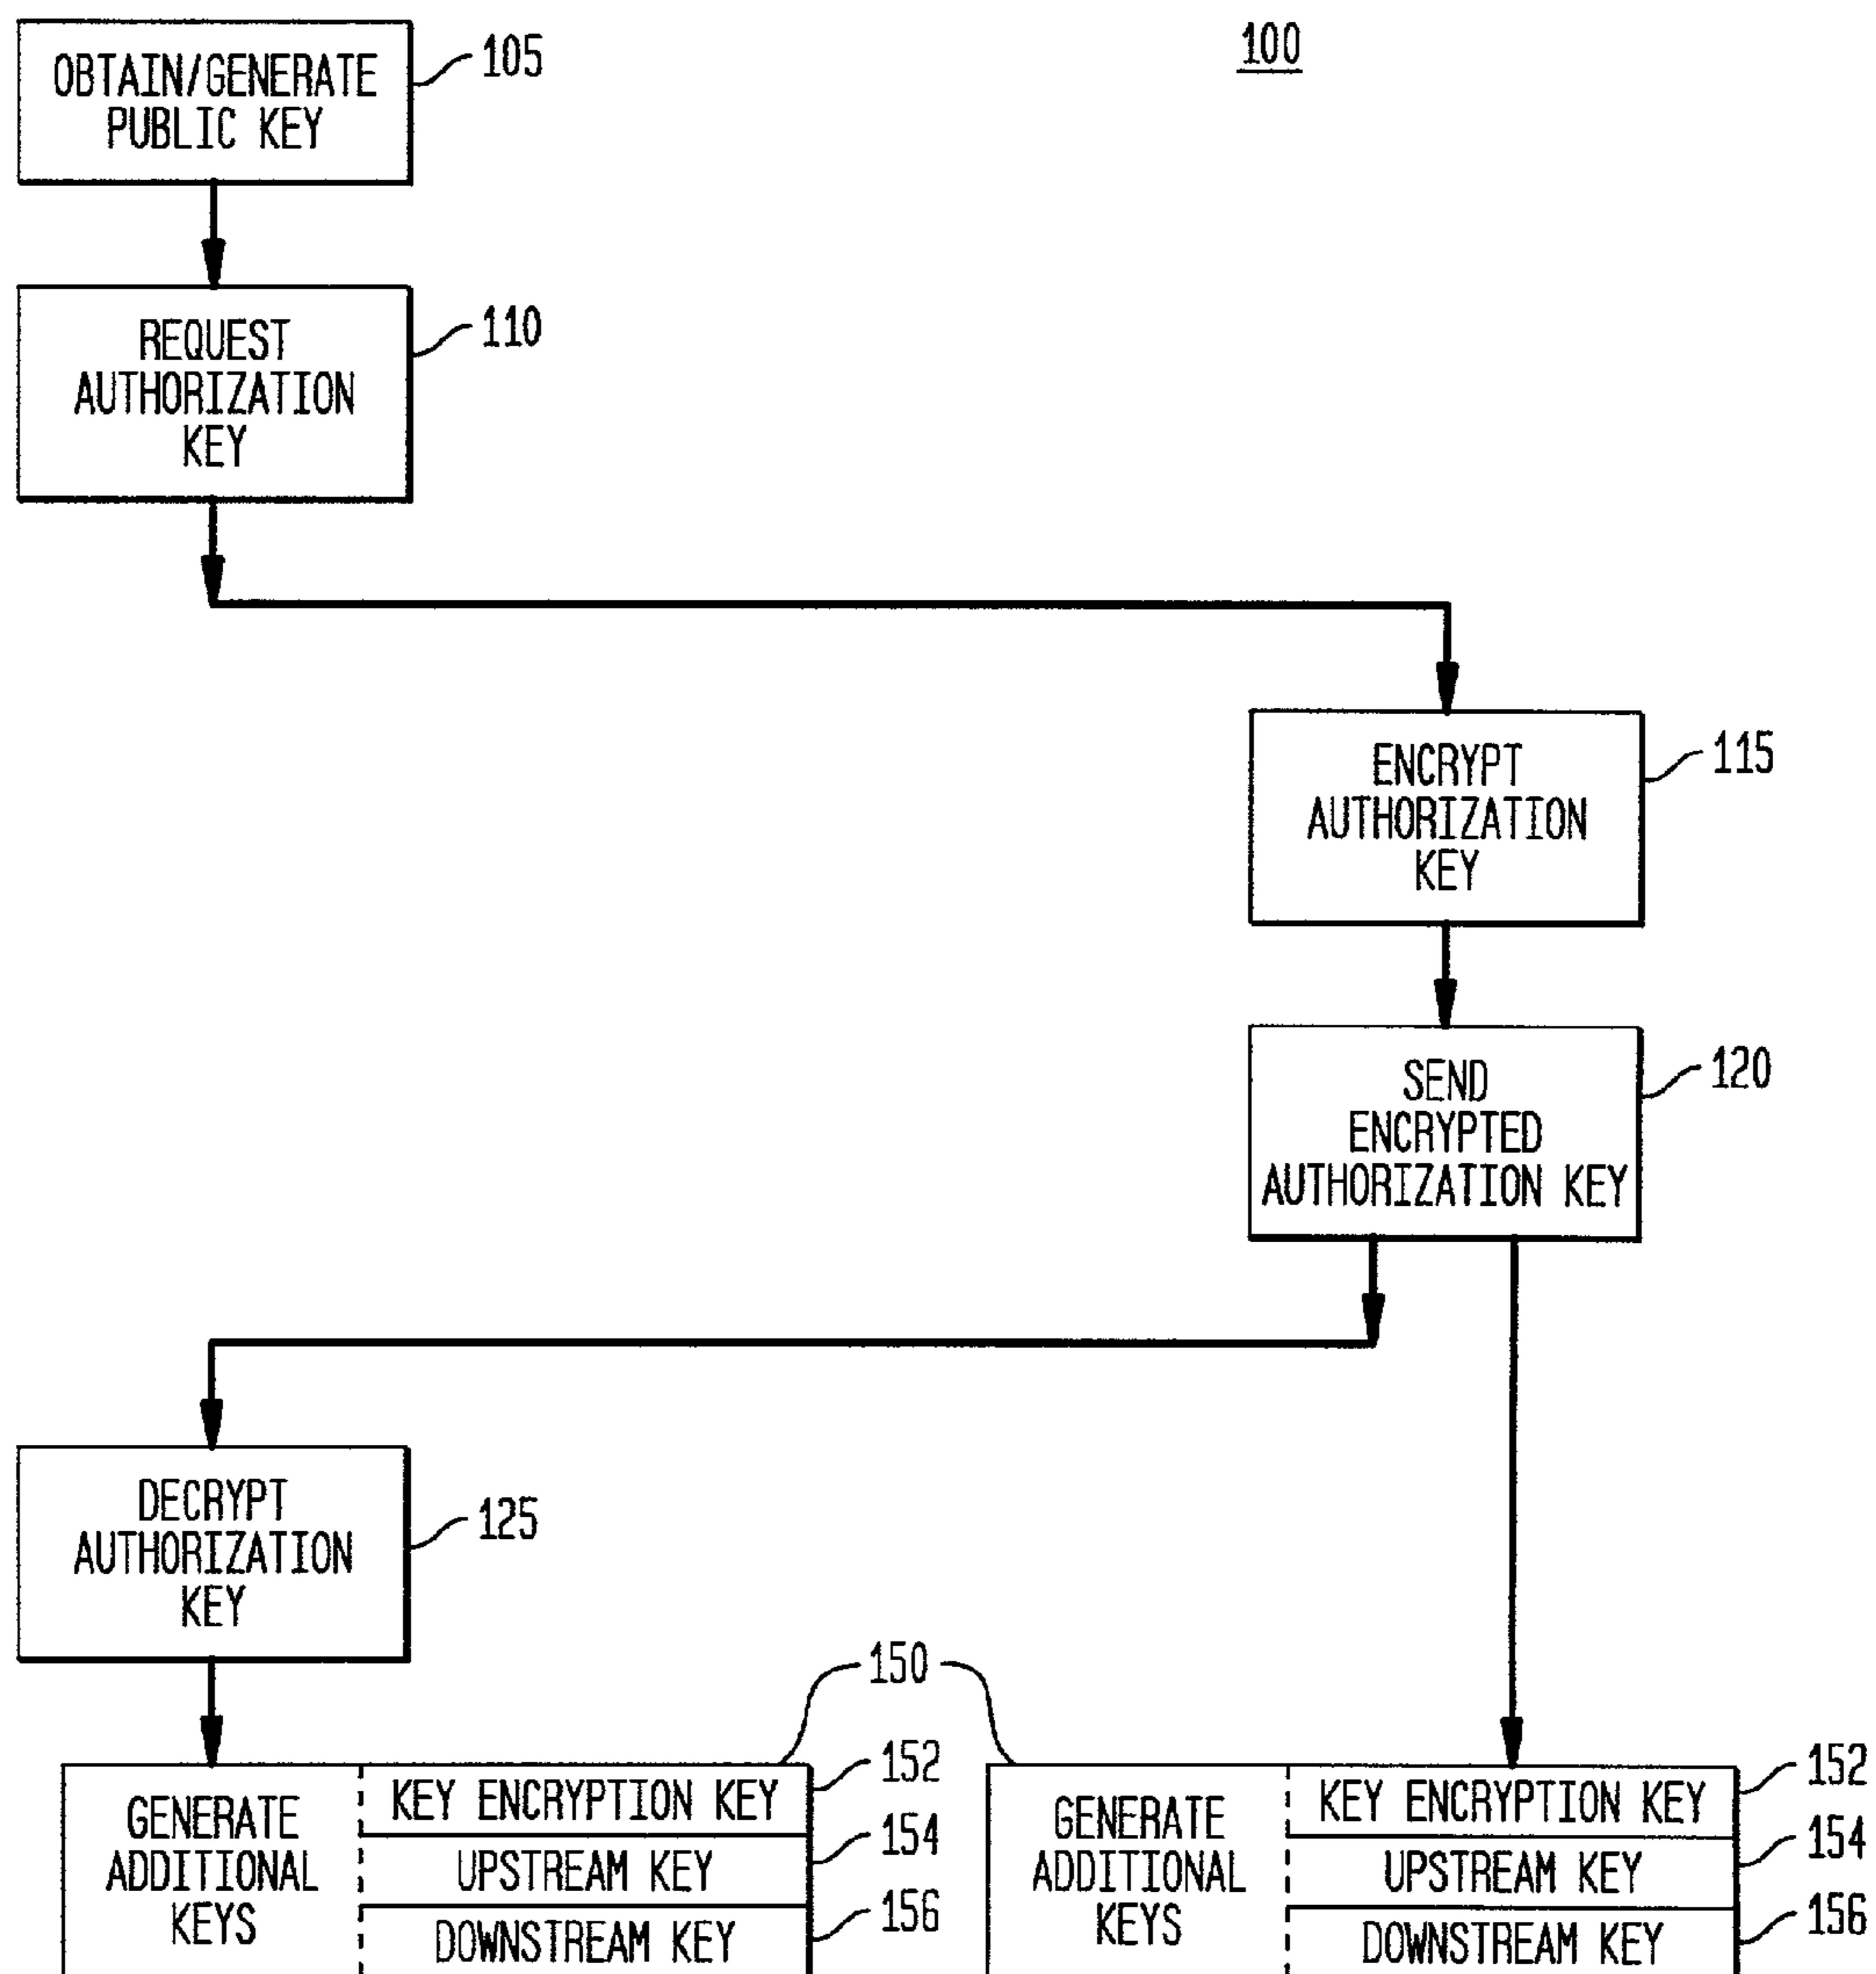 100
OBTAIN/GENERATE
PUBLIC KEY
105
REQUEST
AUTHORIZATION
KEY
110
ENCRYPT
AUTHORIZATION
KEY
115
SEND
ENCRYPTED
AUTHORIZATION KEY
120
DECRYPT
AUTHORIZATION
KEY
125
150
GENERATE
ADDITIONAL
KEYS
KEY ENCRYPTION KEY
152
UPSTREAM KEY
154
DOWNSTREAM KEY
156
GENERATE
ADDITIONAL
KEYS
KEY ENCRYPTION KEY
152
UPSTREAM KEY
154
DOWNSTREAM KEY
156